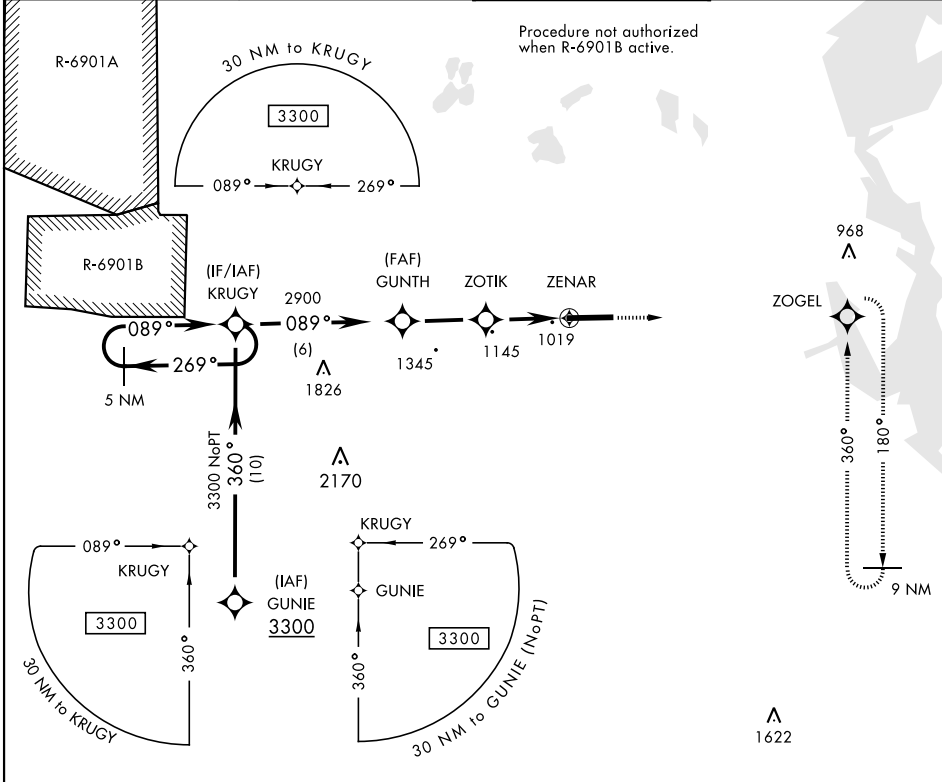 Procedure not authorized
when R-6901B active.
R-6901A
30 NM to KRUGY
3300
KRUGY
089°
269°
R-6901B
(IF/IAF)
KRUGY
2900
089°
(6)
089°
269°
5 NM
(FAF)
GUNTH
ZOTIK
ZENAR
1345
1145
1019
1826
968
ZOGEL
360°
180°
9 NM
3300 NoPT
360°
(10)
2170
089°
KRUGY
3300
360°
30 NM to KRUGY
(IAF)
GUNIE
3300
KRUGY
269°
GUNIE
3300
360°
30 NM to GUNIE (NoPT)
1622